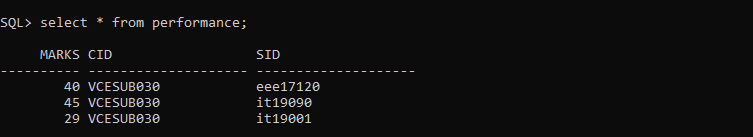 SQL> select * from performance;
MARKS CID SID
---------- -------------------- --------------------
40 VCESUB030 eee17120
45 VCESUB030 it19090
29 VCESUB030 it19001